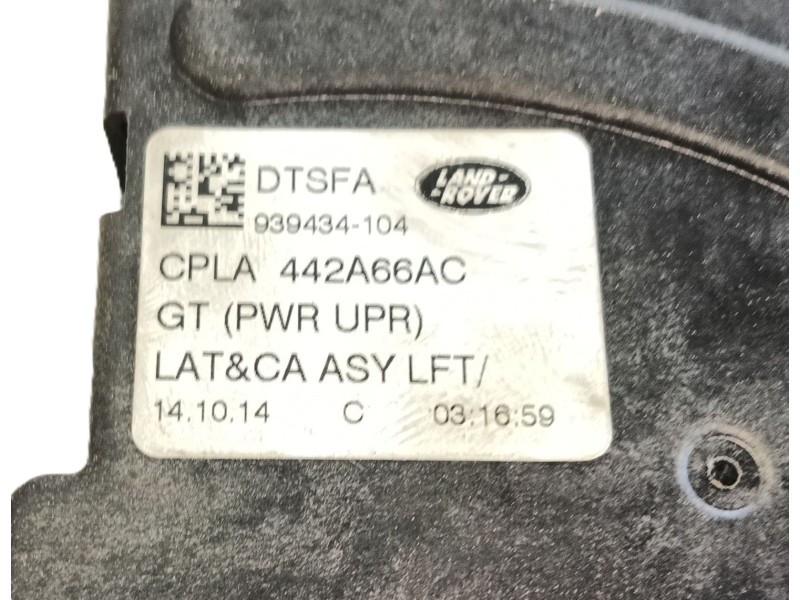 DTSFA
LAND-
-ROVER
939434-104
CPLA 442A66AC
GT (PWR UPR)
LAT&CA ASY LFT/
14.10.14 C 03:16:59